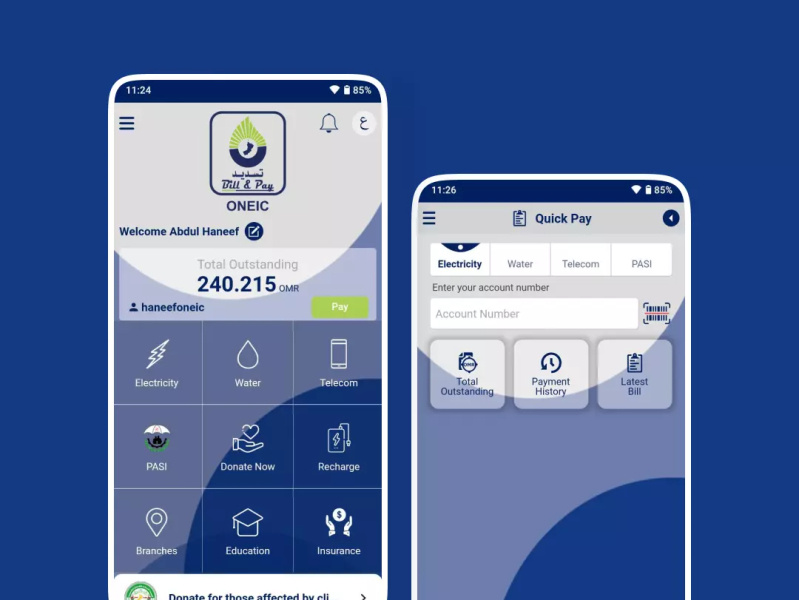 11:24
85%
ع
تسديد
Bill & Pay
ONEIC
Welcome Abdul Haneef
Total Outstanding
240.215 OMR
haneefoneic
Pay
Electricity
Water
Telecom
PASI
Donate Now
Recharge
Branches
Education
Insurance
Donate for those affected by cli...
11:26
85%
Quick Pay
Electricity
Water
Telecom
PASI
Enter your account number
Account Number
Total
Outstanding
Payment
History
Latest
Bill